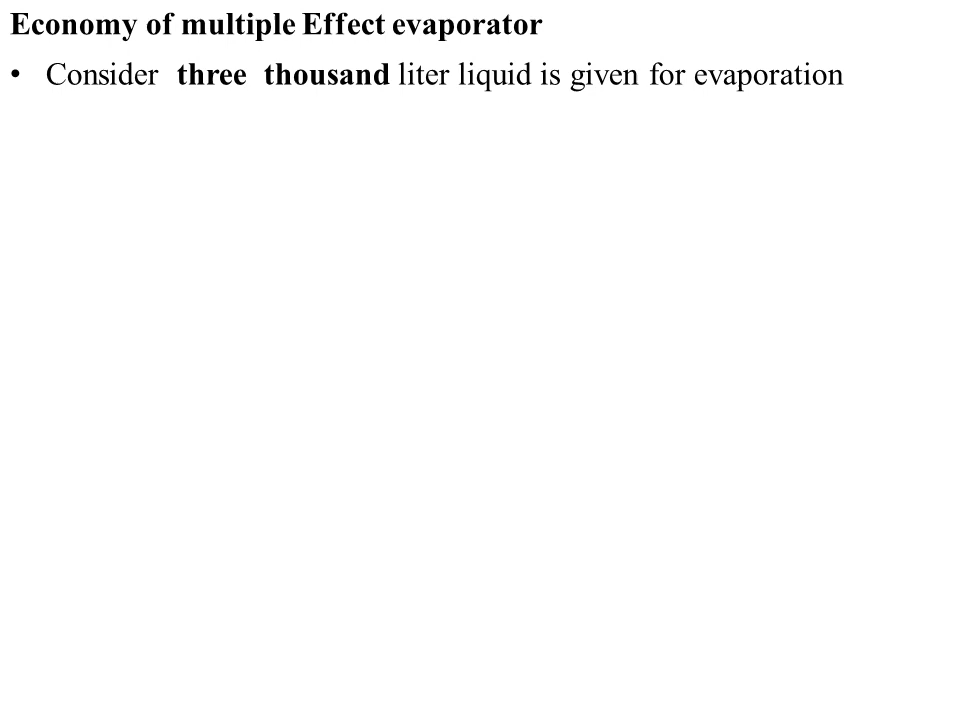 Economy of multiple Effect evaporator
• Consider three thousand liter liquid is given for evaporation